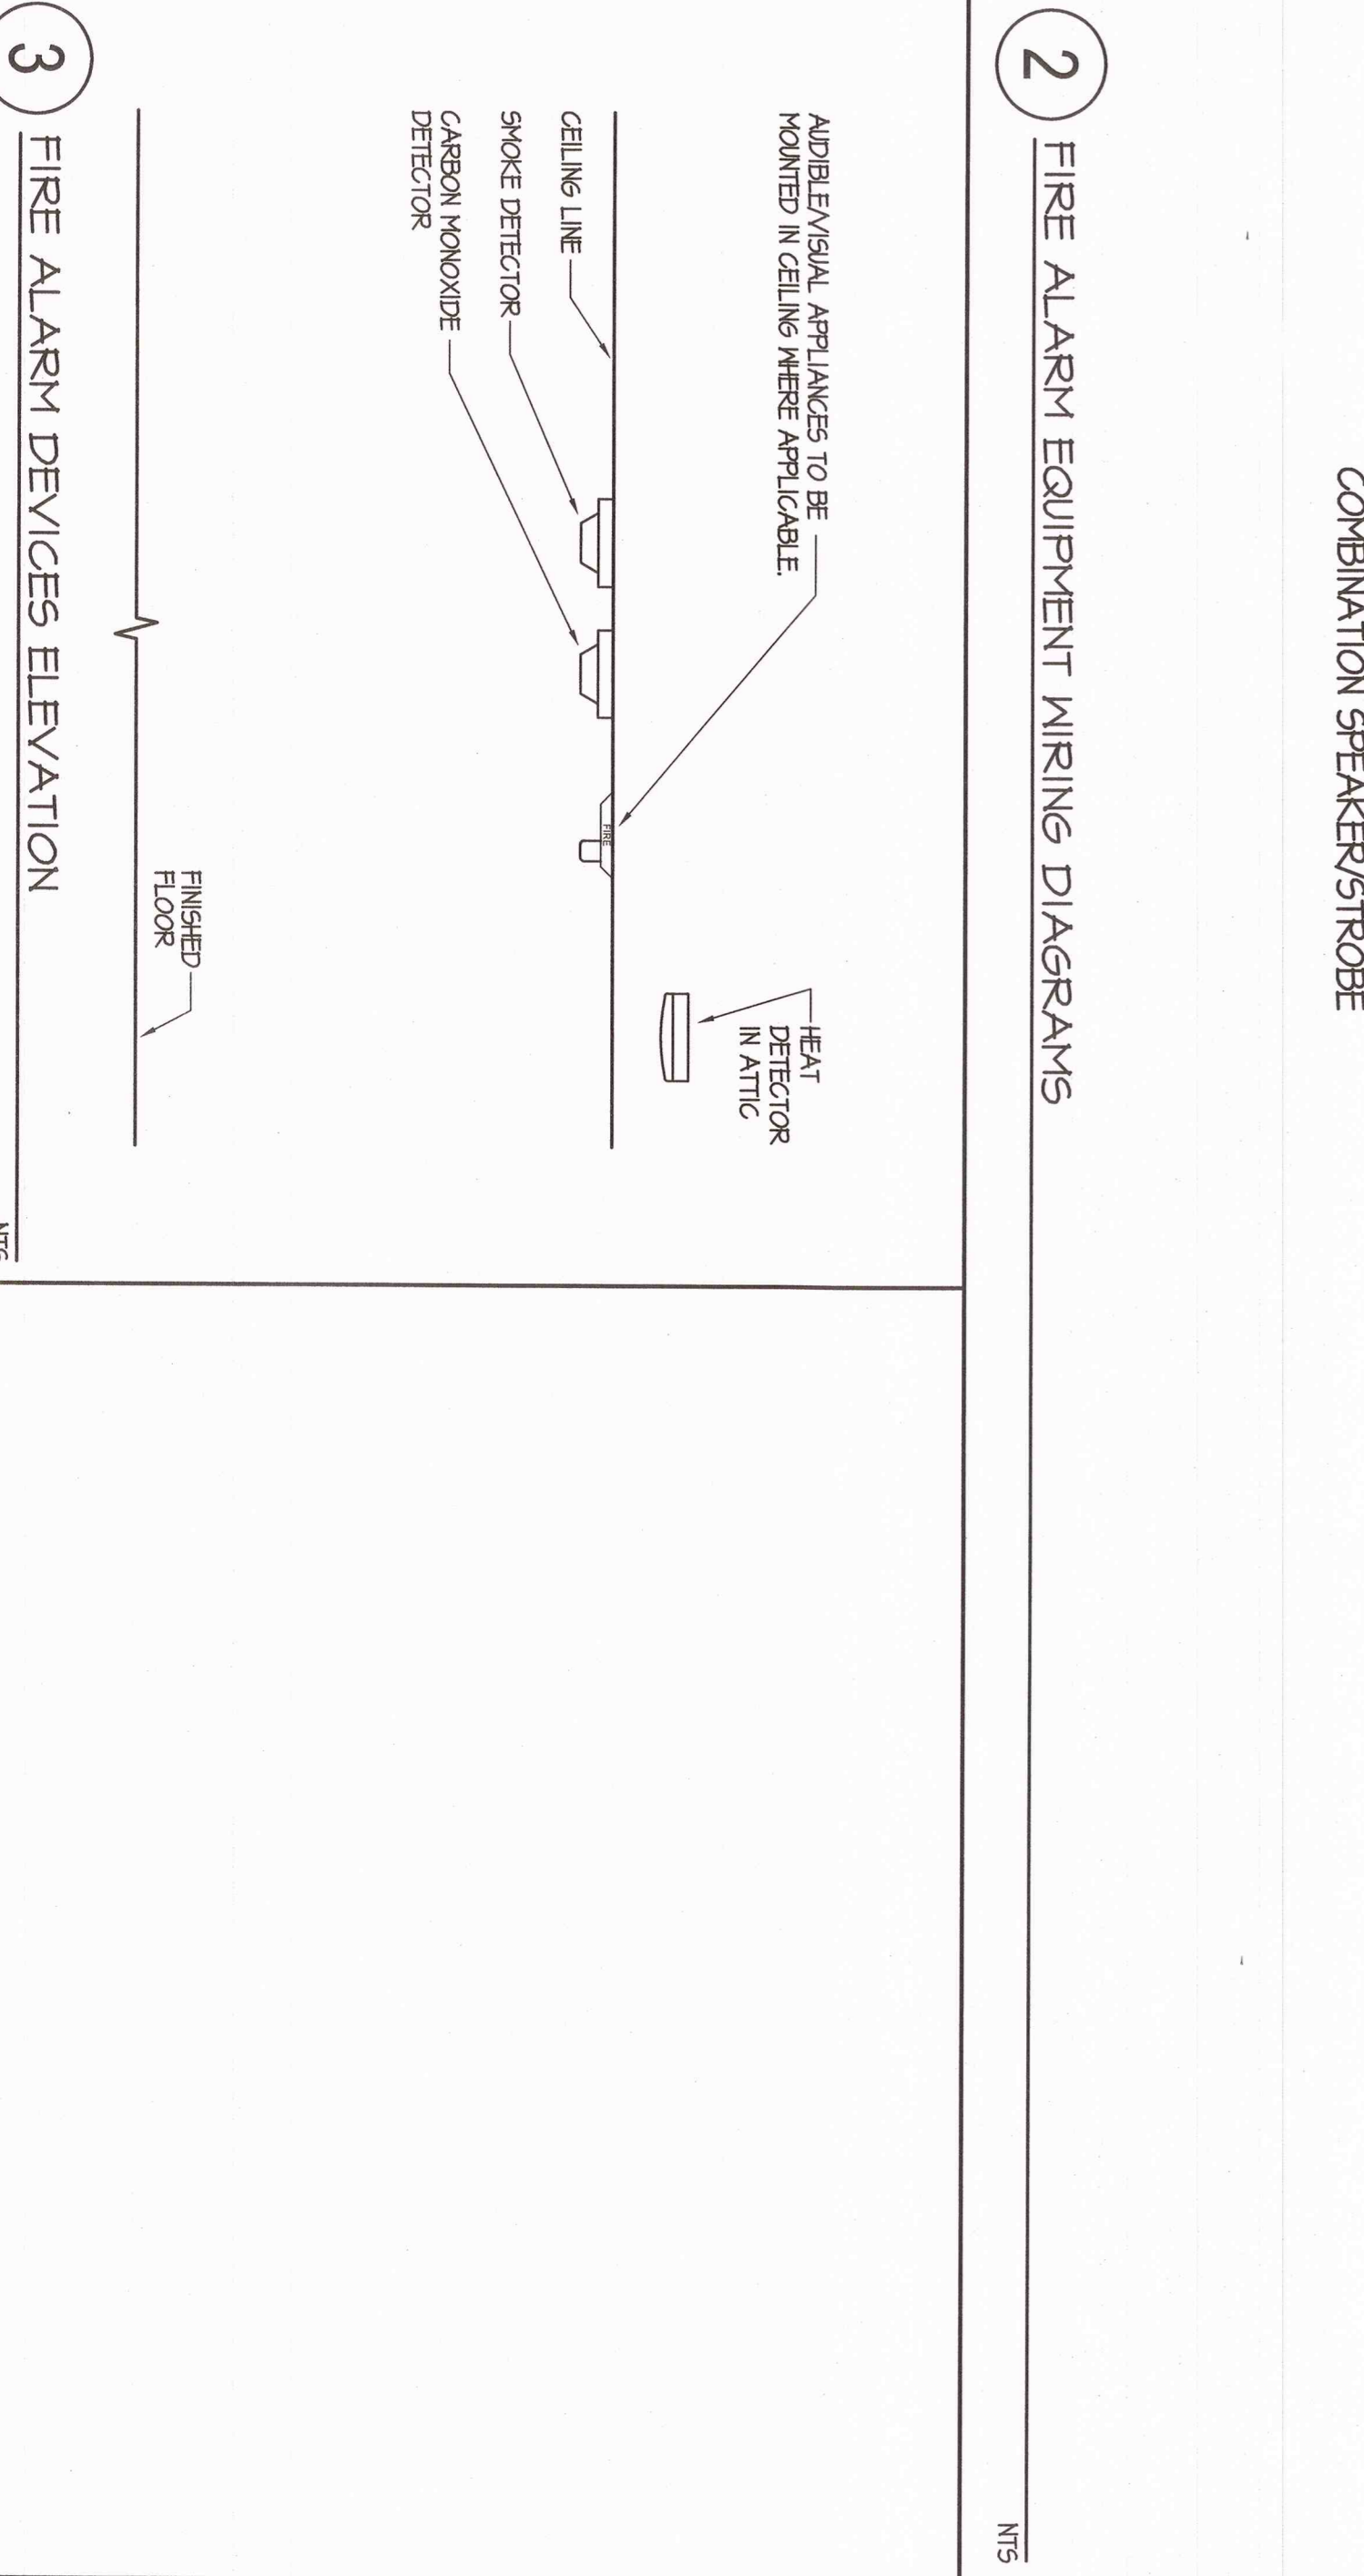 COMBINATION SPEAKER/STROBE
2
FIRE ALARM EQUIPMENT WIRING DIAGRAMS
NTS
AUDIBLE/VISUAL APPLIANCES TO BE
MOUNTED IN CEILING WHERE APPLICABLE.
HEAT
DETECTOR
IN ATTIC
CEILING LINE
FIRE
SMOKE DETECTOR
CARBON MONOXIDE
DETECTOR
FINISHED
FLOOR
3
FIRE ALARM DEVICES ELEVATION
NTS